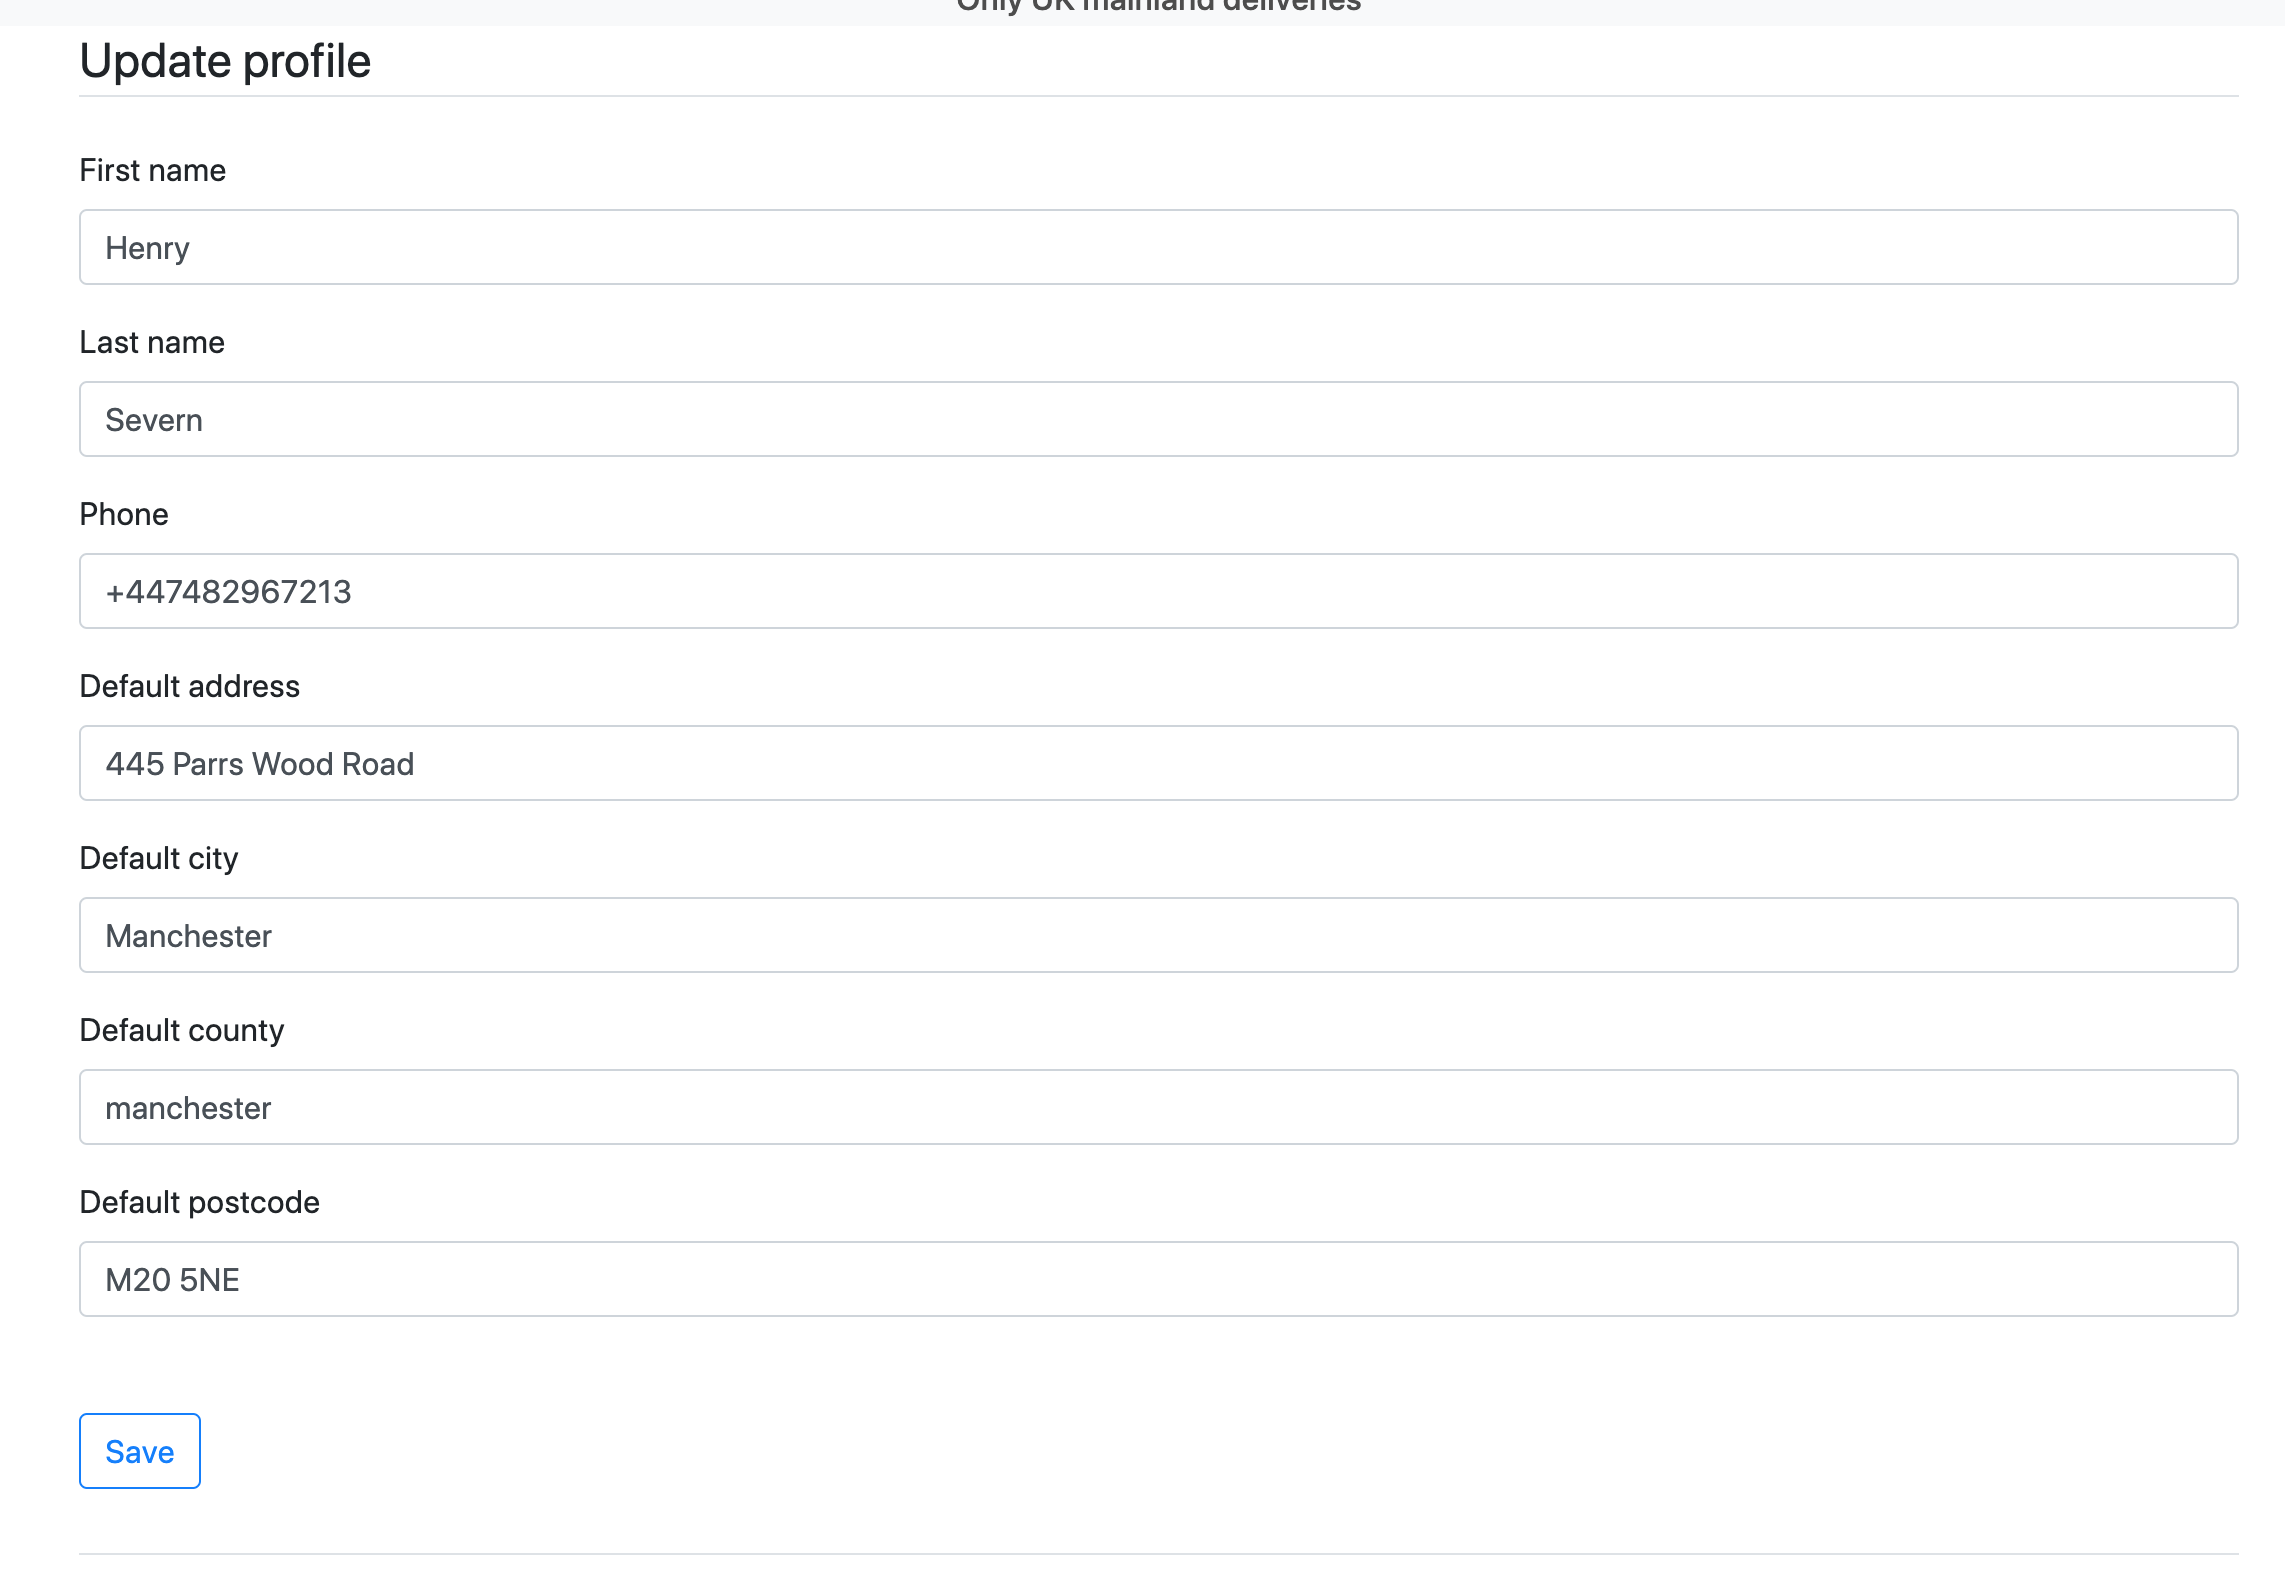 Only UK mainland deliveries
Update profile
First name
Henry
Last name
Severn
Phone
+447482967213
Default address
445 Parrs Wood Road
Default city
Manchester
Default county
manchester
Default postcode
M20 5NE
Save